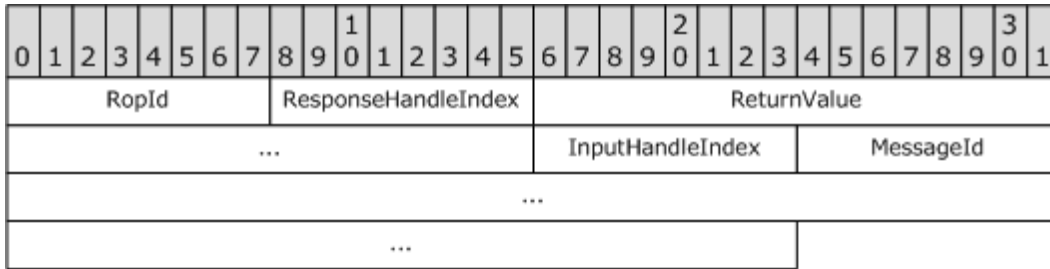 1 2 3
0 1 2 3 4 5 6 7 8 9 0 1 2 3 4 5 6 7 8 9 0 1 2 3 4 5 6 7 8 9 0 1
RopId ResponseHandleIndex ReturnValue
... InputHandleIndex MessageId
...
...